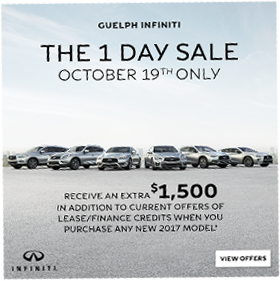 GUELPH INFINITI
THE 1 DAY SALE
OCTOBER 19TH ONLY
RECEIVE AN EXTRA $1,500
IN ADDITION TO CURRENT OFFERS OF
LEASE/FINANCE CREDITS WHEN YOU
PURCHASE ANY NEW 2017 MODEL*
INFINITI
VIEW OFFERS